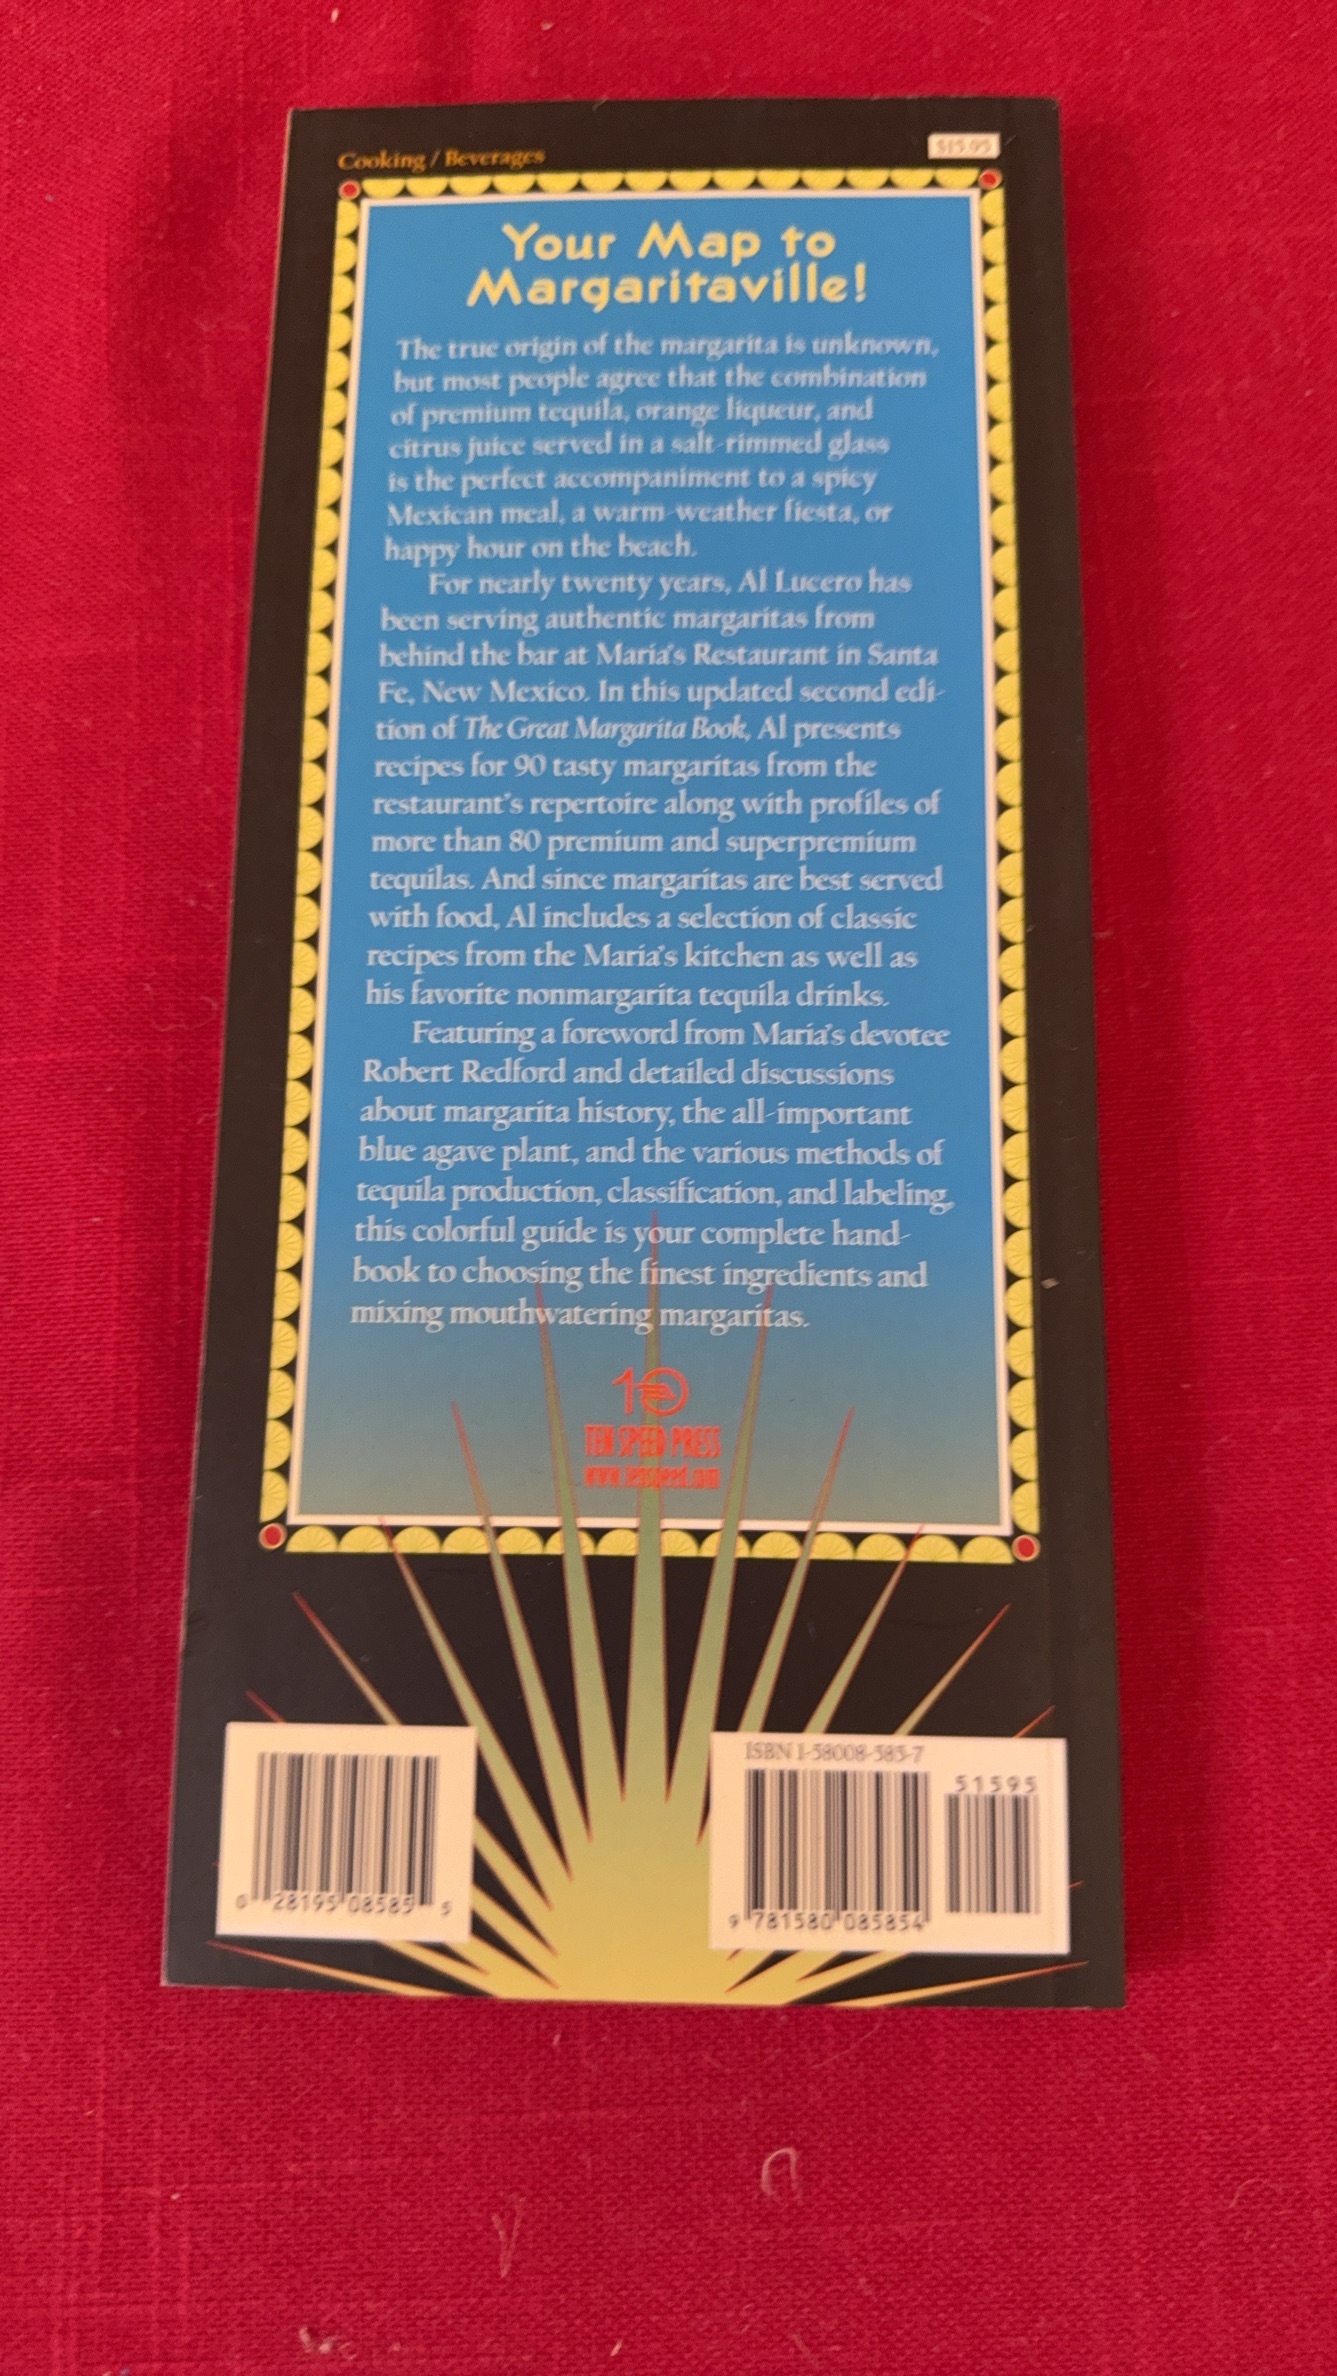 Cooking / Beverages
$15.95
Your Map to
Margaritaville!
The true origin of the margarita is unknown,
but most people agree that the combination
of premium tequila, orange liqueur, and
citrus juice served in a salt-rimmed glass
is the perfect accompaniment to a spicy
Mexican meal, a warm-weather fiesta, or
happy hour on the beach.
For nearly twenty years, Al Lucero has
been serving authentic margaritas from
behind the bar at Maria's Restaurant in Santa
Fe, New Mexico. In this updated second edi-
tion of The Great Margarita Book, Al presents
recipes for 90 tasty margaritas from the
restaurant's repertoire along with profiles of
more than 80 premium and superpremium
tequilas. And since margaritas are best served
with food, Al includes a selection of classic
recipes from the Maria's kitchen as well as
his favorite nonmargarita tequila drinks.
Featuring a foreword from Maria's devotee
Robert Redford and detailed discussions
about margarita history, the all-important
blue agave plant, and the various methods of
tequila production, classification, and labeling,
this colorful guide is your complete hand-
book to choosing the finest ingredients and
mixing mouthwatering margaritas.
10
TEN SPEED PRESS
www.tenspeed.com
0 28195 08585 5
ISBN 1-58008-585-7
51595
9 781580 085854